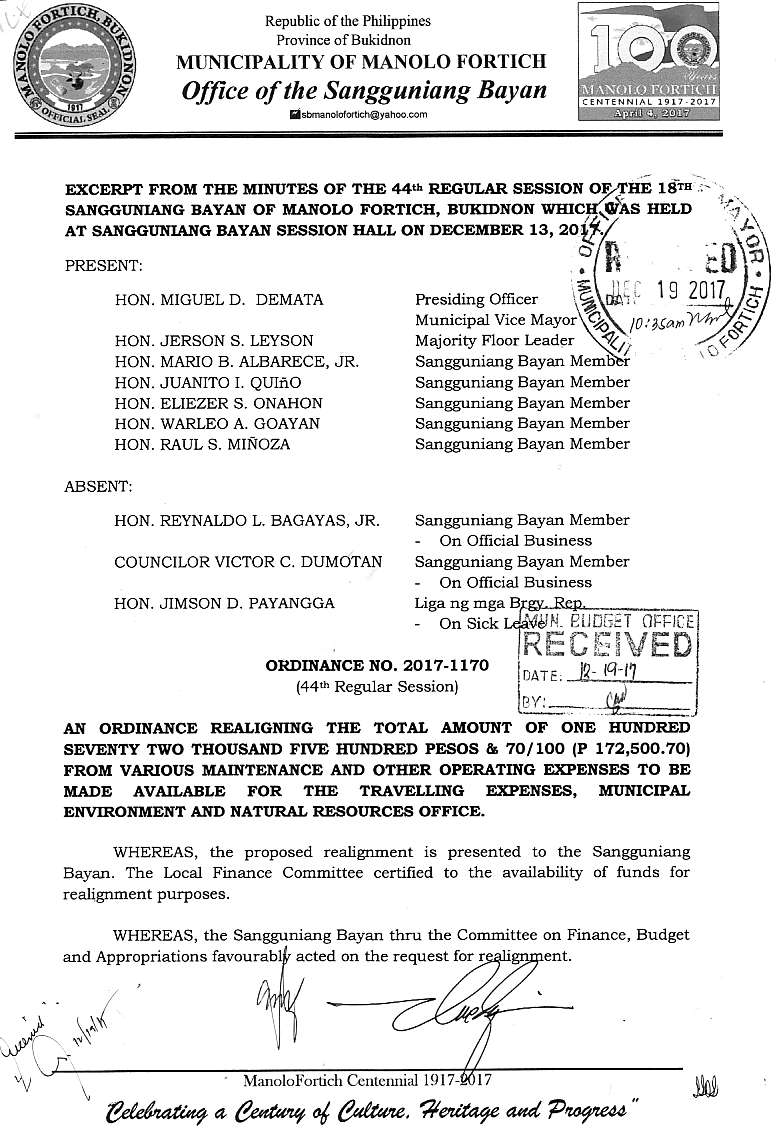 Republic of the Philippines
Province of Bukidnon
MUNICIPALITY OF MANOLO FORTICH
Office of the Sangguniang Bayan
sbmanolofortich@yahoo.com
MANOLO FORTICH, BUKIDNON
1917
OFFICIAL SEAL
100
Years
MANOLO FORTICH
CENTENNIAL 1917-2017
April 4, 2017
EXCERPT FROM THE MINUTES OF THE 44th REGULAR SESSION OF THE 18TH
SANGGUNIANG BAYAN OF MANOLO FORTICH, BUKIDNON WHICH WAS HELD
AT SANGGUNIANG BAYAN SESSION HALL ON DECEMBER 13, 2017.
OFFICE MAYOR
DEC 19 2017
10:35am
MUNICIPALI O FORTICH
PRESENT:
HON. MIGUEL D. DEMATA Presiding Officer
Municipal Vice Mayor
HON. JERSON S. LEYSON Majority Floor Leader
HON. MARIO B. ALBARECE, JR. Sangguniang Bayan Member
HON. JUANITO I. QUIñO Sangguniang Bayan Member
HON. ELIEZER S. ONAHON Sangguniang Bayan Member
HON. WARLEO A. GOAYAN Sangguniang Bayan Member
HON. RAUL S. MIÑOZA Sangguniang Bayan Member
ABSENT:
HON. REYNALDO L. BAGAYAS, JR. Sangguniang Bayan Member
- On Official Business
COUNCILOR VICTOR C. DUMOTAN Sangguniang Bayan Member
- On Official Business
HON. JIMSON D. PAYANGGA Liga ng mga Brgy. Rep.
- On Sick Leave
MUN. BUDGET OFFICE
RECEIVED
DATE: 12-19-17
BY:
ORDINANCE NO. 2017-1170
(44th Regular Session)
AN ORDINANCE REALIGNING THE TOTAL AMOUNT OF ONE HUNDRED
SEVENTY TWO THOUSAND FIVE HUNDRED PESOS & 70/100 (P 172,500.70)
FROM VARIOUS MAINTENANCE AND OTHER OPERATING EXPENSES TO BE
MADE AVAILABLE FOR THE TRAVELLING EXPENSES, MUNICIPAL
ENVIRONMENT AND NATURAL RESOURCES OFFICE.
WHEREAS, the proposed realignment is presented to the Sangguniang
Bayan. The Local Finance Committee certified to the availability of funds for
realignment purposes.
WHEREAS, the Sangguniang Bayan thru the Committee on Finance, Budget
and Appropriations favourably acted on the request for realignment.
ManoloFortich Centennial 1917-2017
"Celebrating a Century of Culture, Heritage and Progress"